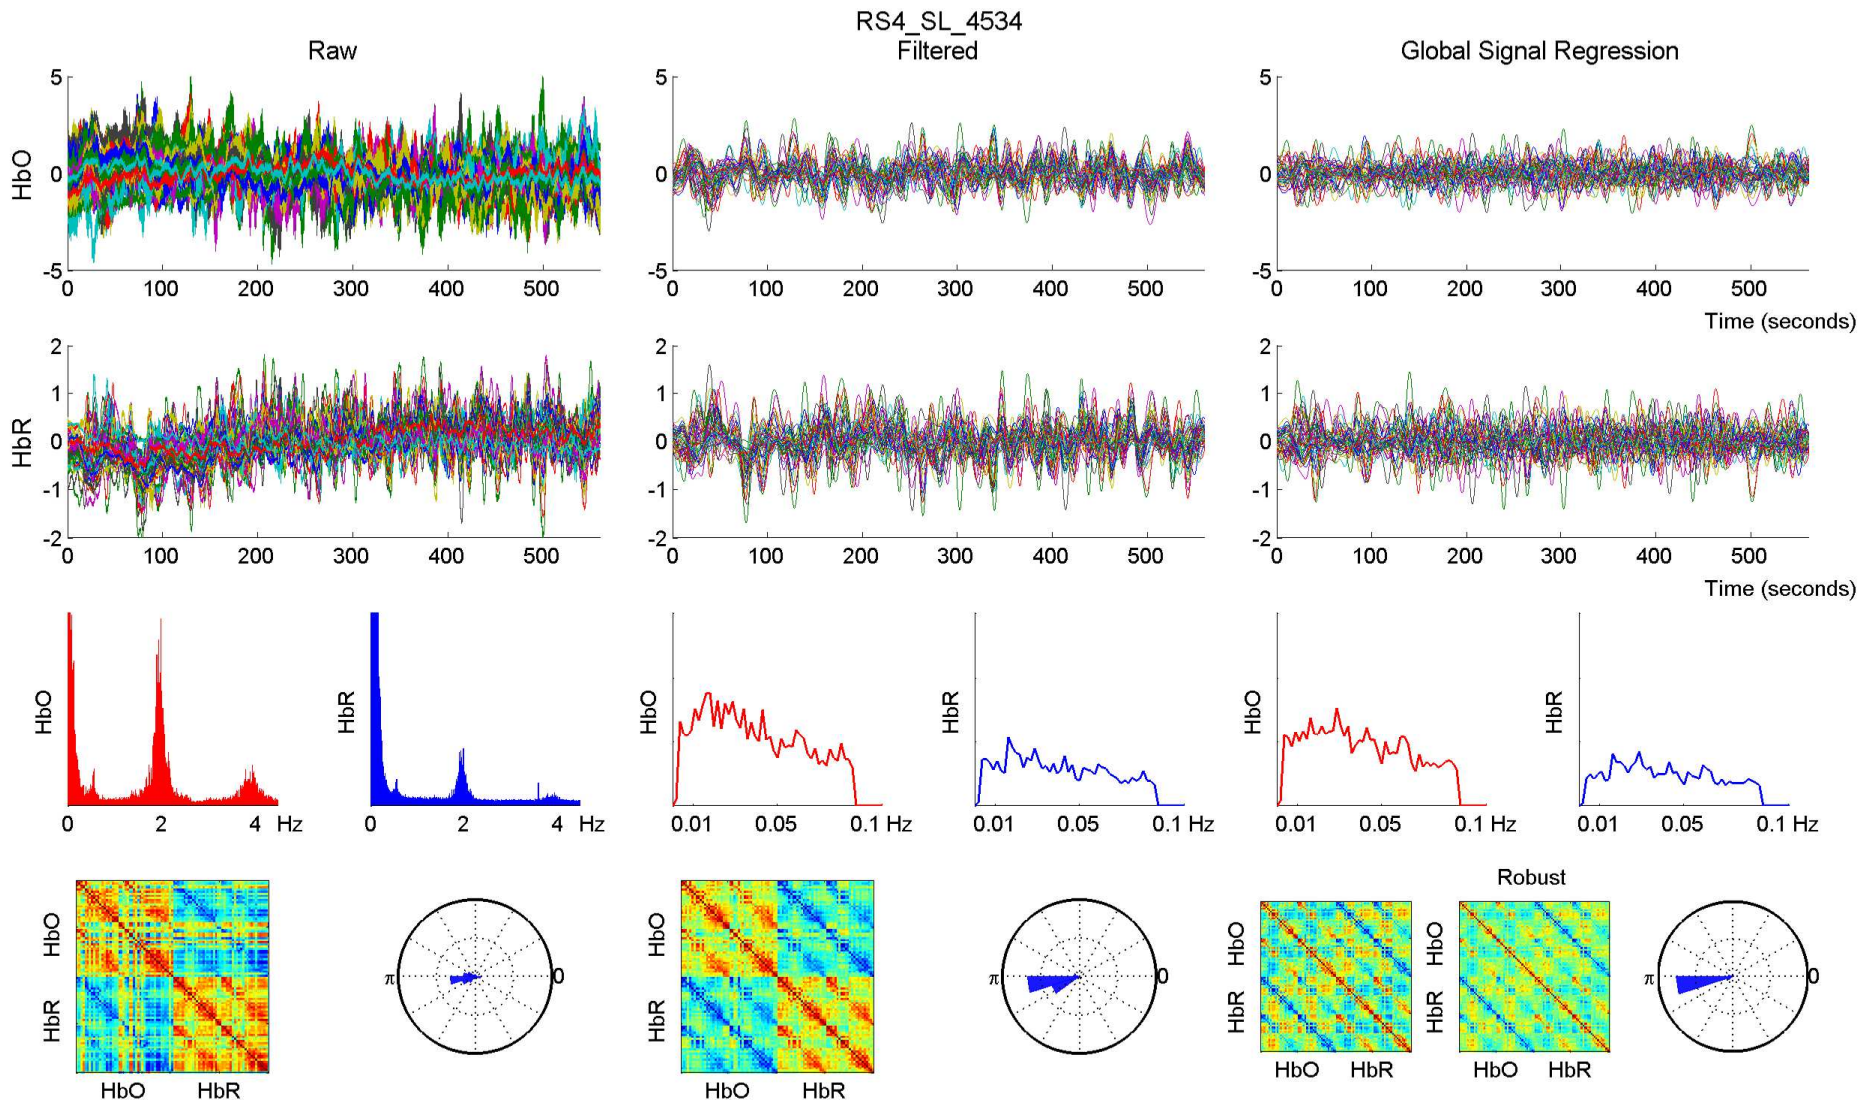 RS4_SL_4534
Raw
Filtered
Global Signal Regression
HbO
5
0
-5
0 100 200 300 400 500
5
0
-5
0 100 200 300 400 500
5
0
-5
0 100 200 300 400 500
Time (seconds)
HbR
2
1
0
-1
-2
0 100 200 300 400 500
2
1
0
-1
-2
0 100 200 300 400 500
2
1
0
-1
-2
0 100 200 300 400 500
Time (seconds)
HbO
0 2 4 Hz
HbR
0 2 4 Hz
HbO
0.01 0.05 0.1 Hz
HbR
0.01 0.05 0.1 Hz
HbO
0.01 0.05 0.1 Hz
HbR
0.01 0.05 0.1 Hz
HbO
HbR
HbO HbR
π 0
HbO
HbR
HbO HbR
π 0
HbO
HbR
HbO HbR
Robust
HbO
HbR
HbO HbR
π 0